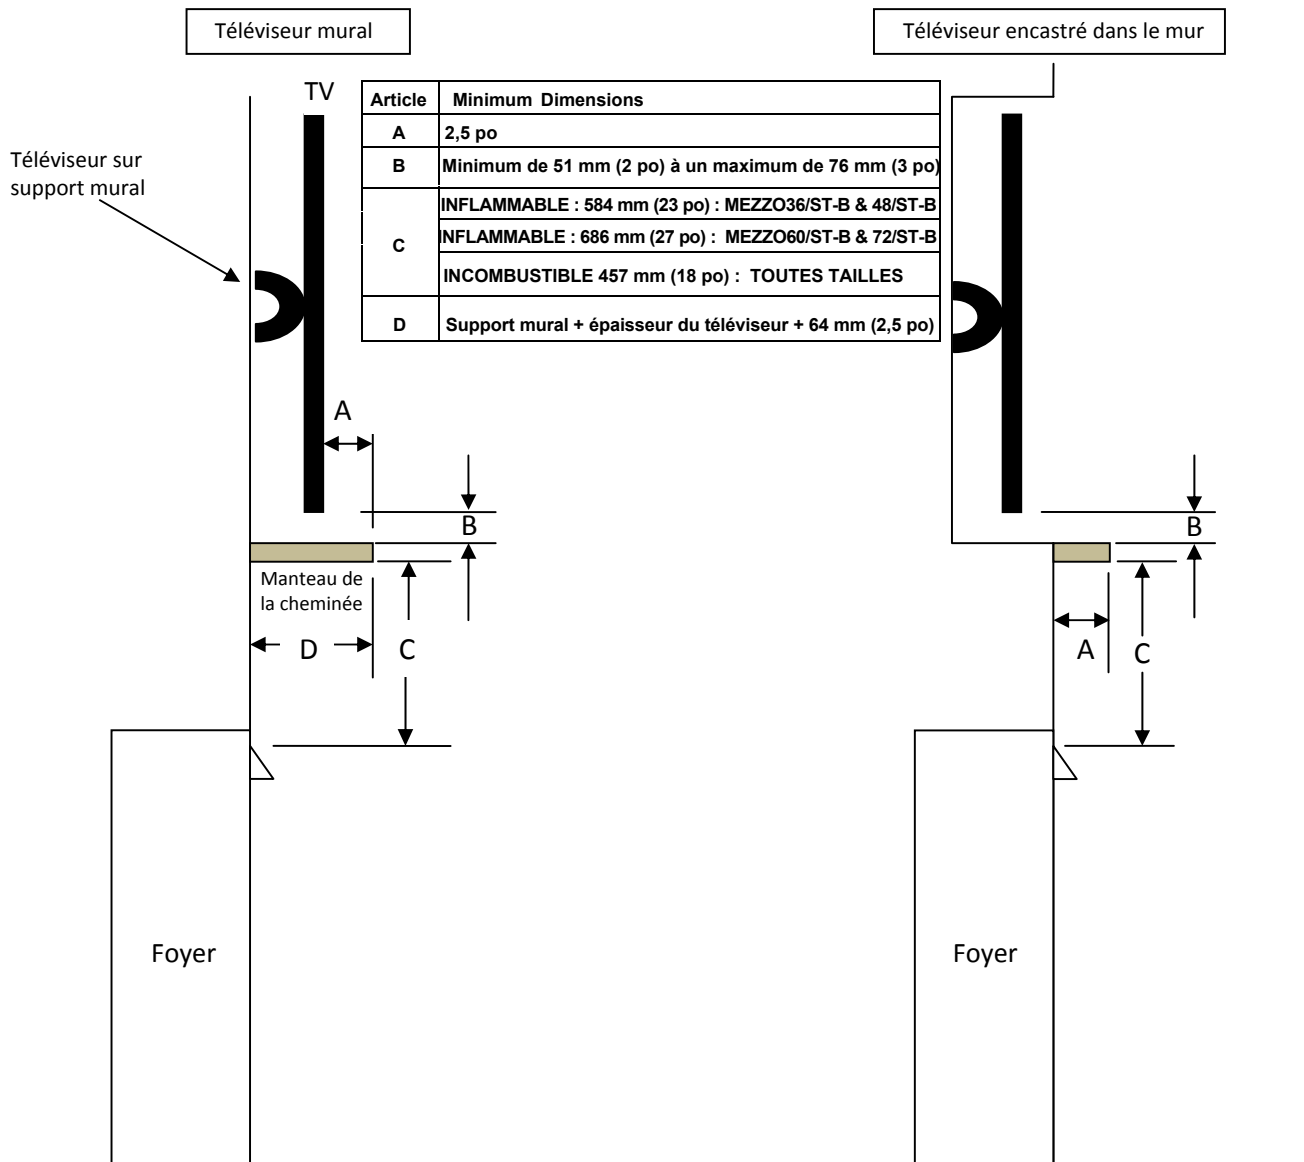 Téléviseur mural
Téléviseur encastré dans le mur
TV
Téléviseur sur
support mural
Article Minimum Dimensions
A 2,5 po
B Minimum de 51 mm (2 po) à un maximum de 76 mm (3 po)
C
INFLAMMABLE : 584 mm (23 po) : MEZZO36/ST-B & 48/ST-B
INFLAMMABLE : 686 mm (27 po) : MEZZO60/ST-B & 72/ST-B
INCOMBUSTIBLE 457 mm (18 po) : TOUTES TAILLES
D Support mural + épaisseur du téléviseur + 64 mm (2,5 po)
A
B
Manteau de
la cheminée
D
C
Foyer
B
A
C
Foyer